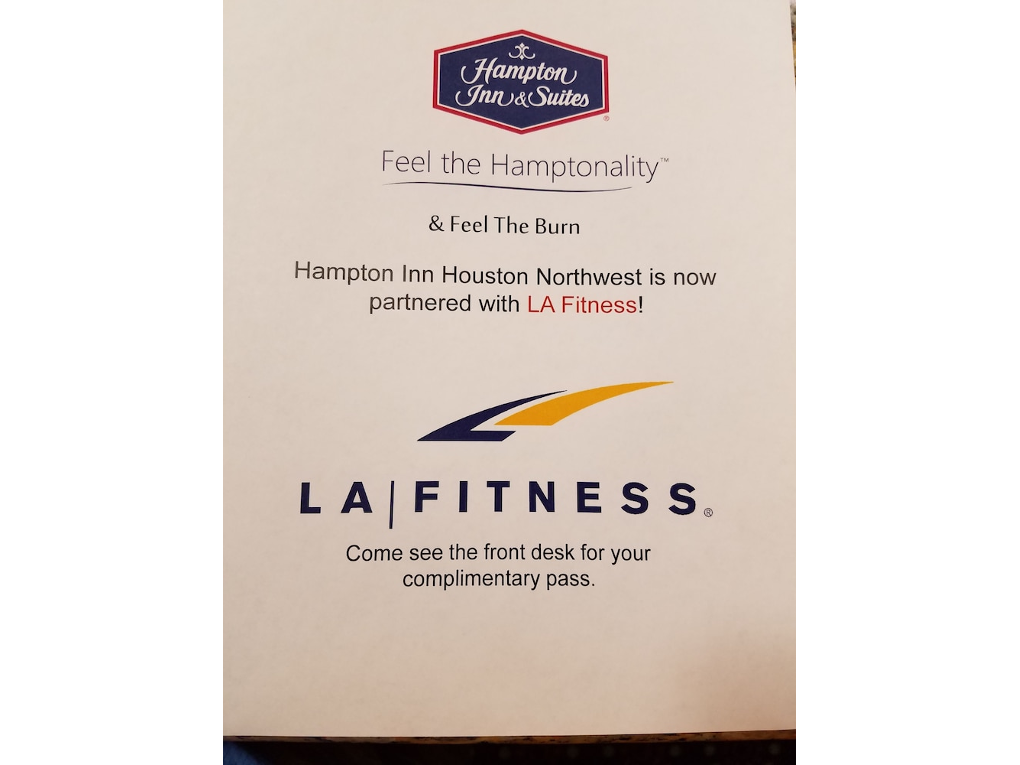 Hampton
Inn & Suites
®
Feel the Hamptonality™
& Feel The Burn
Hampton Inn Houston Northwest is now
partnered with LA Fitness!
LA|FITNESS®
Come see the front desk for your
complimentary pass.